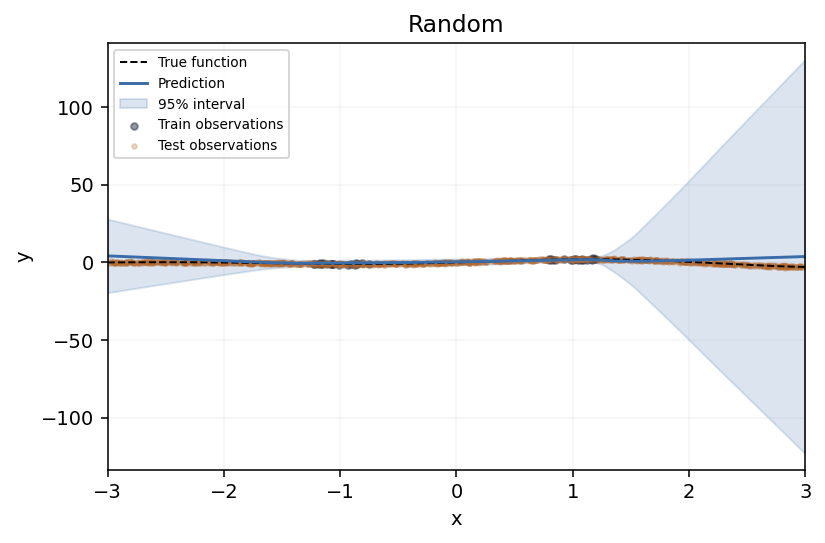 Random
True function
Prediction
95% interval
Train observations
Test observations
100
50
0
−50
−100
y
−3
−2
−1
0
1
2
3
x